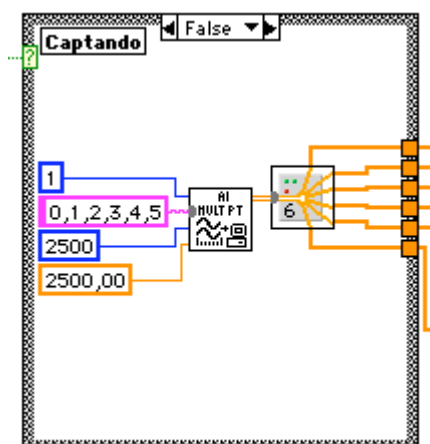 False
Captando
?
1
0,1,2,3,4,5
2500
2500,00
AI
MULT PT
6